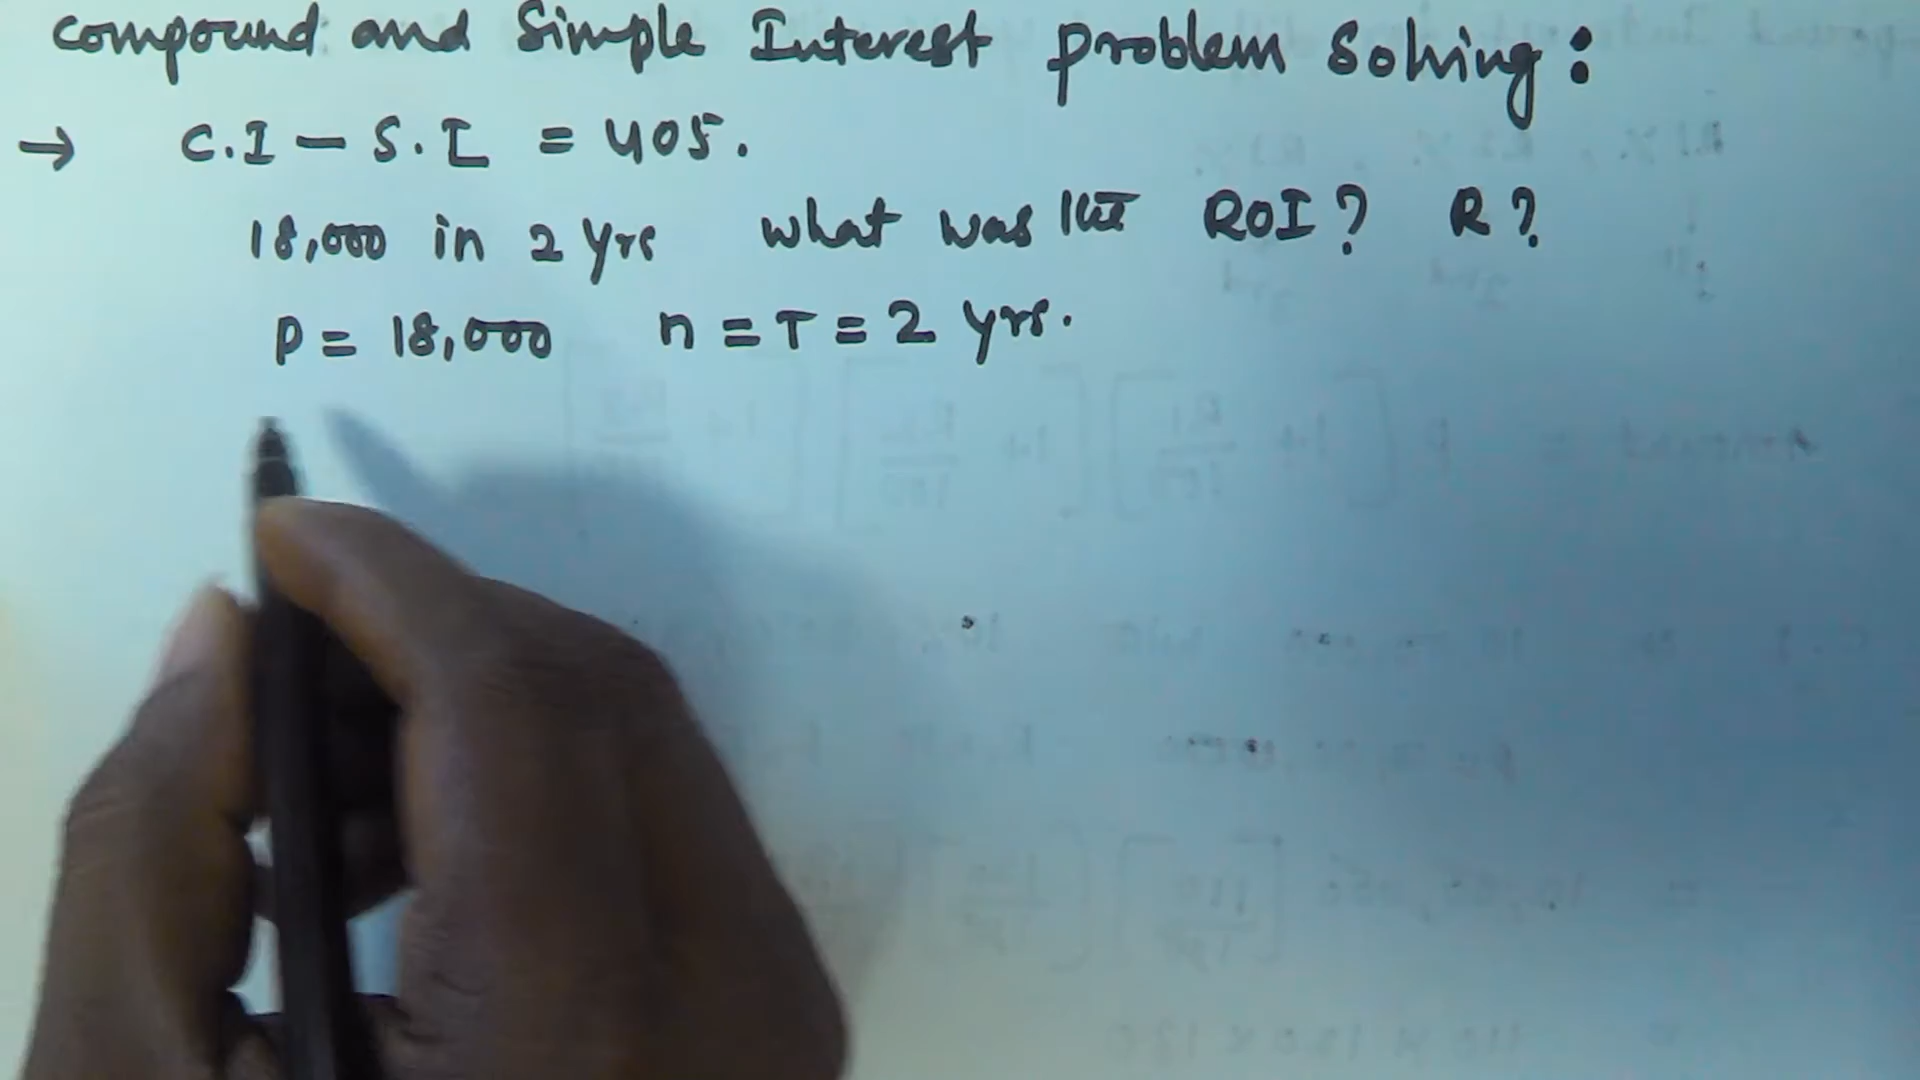 compound and Simple Interest problem Solving:
→ C.I - S.I = 405.
18,000 in 2 yrs what was the ROI? R?
P = 18,000 n = T = 2 yrs.